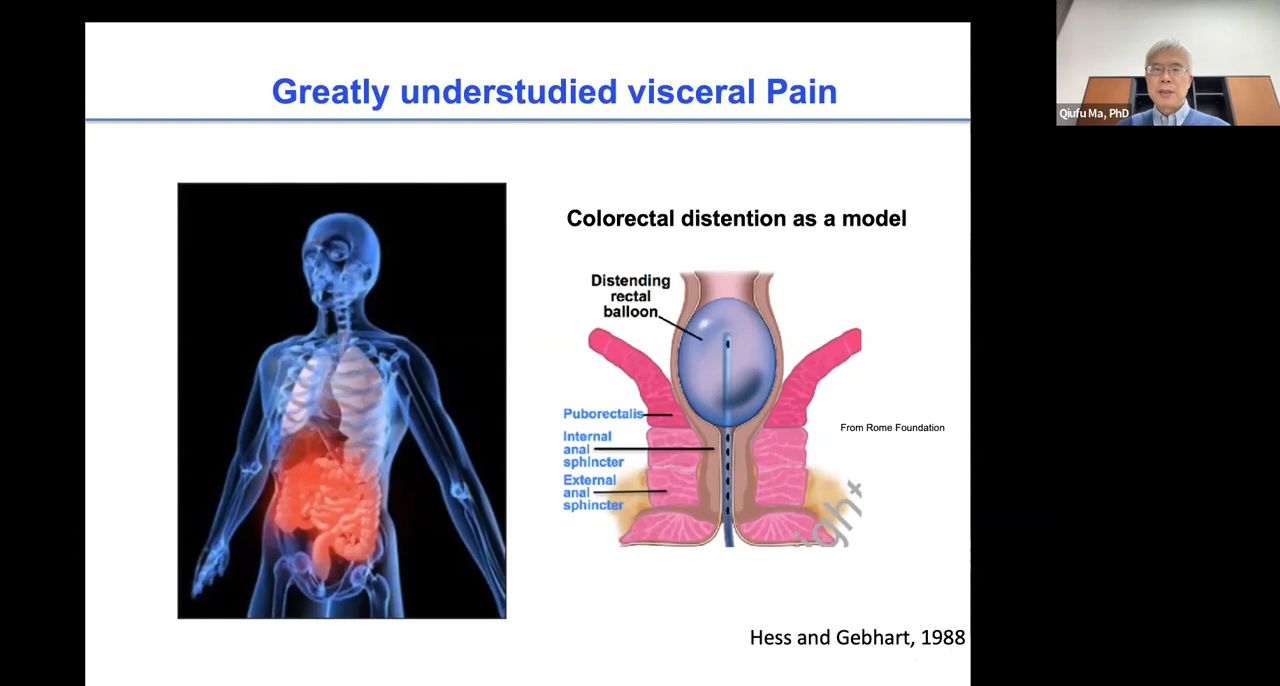 Greatly understudied visceral Pain
Qiufu Ma, PhD
Colorectal distention as a model
Distending
rectal
balloon
Puborectalis
Internal
anal
sphincter
External
anal
sphincter
From Rome Foundation
ight
Hess and Gebhart, 1988